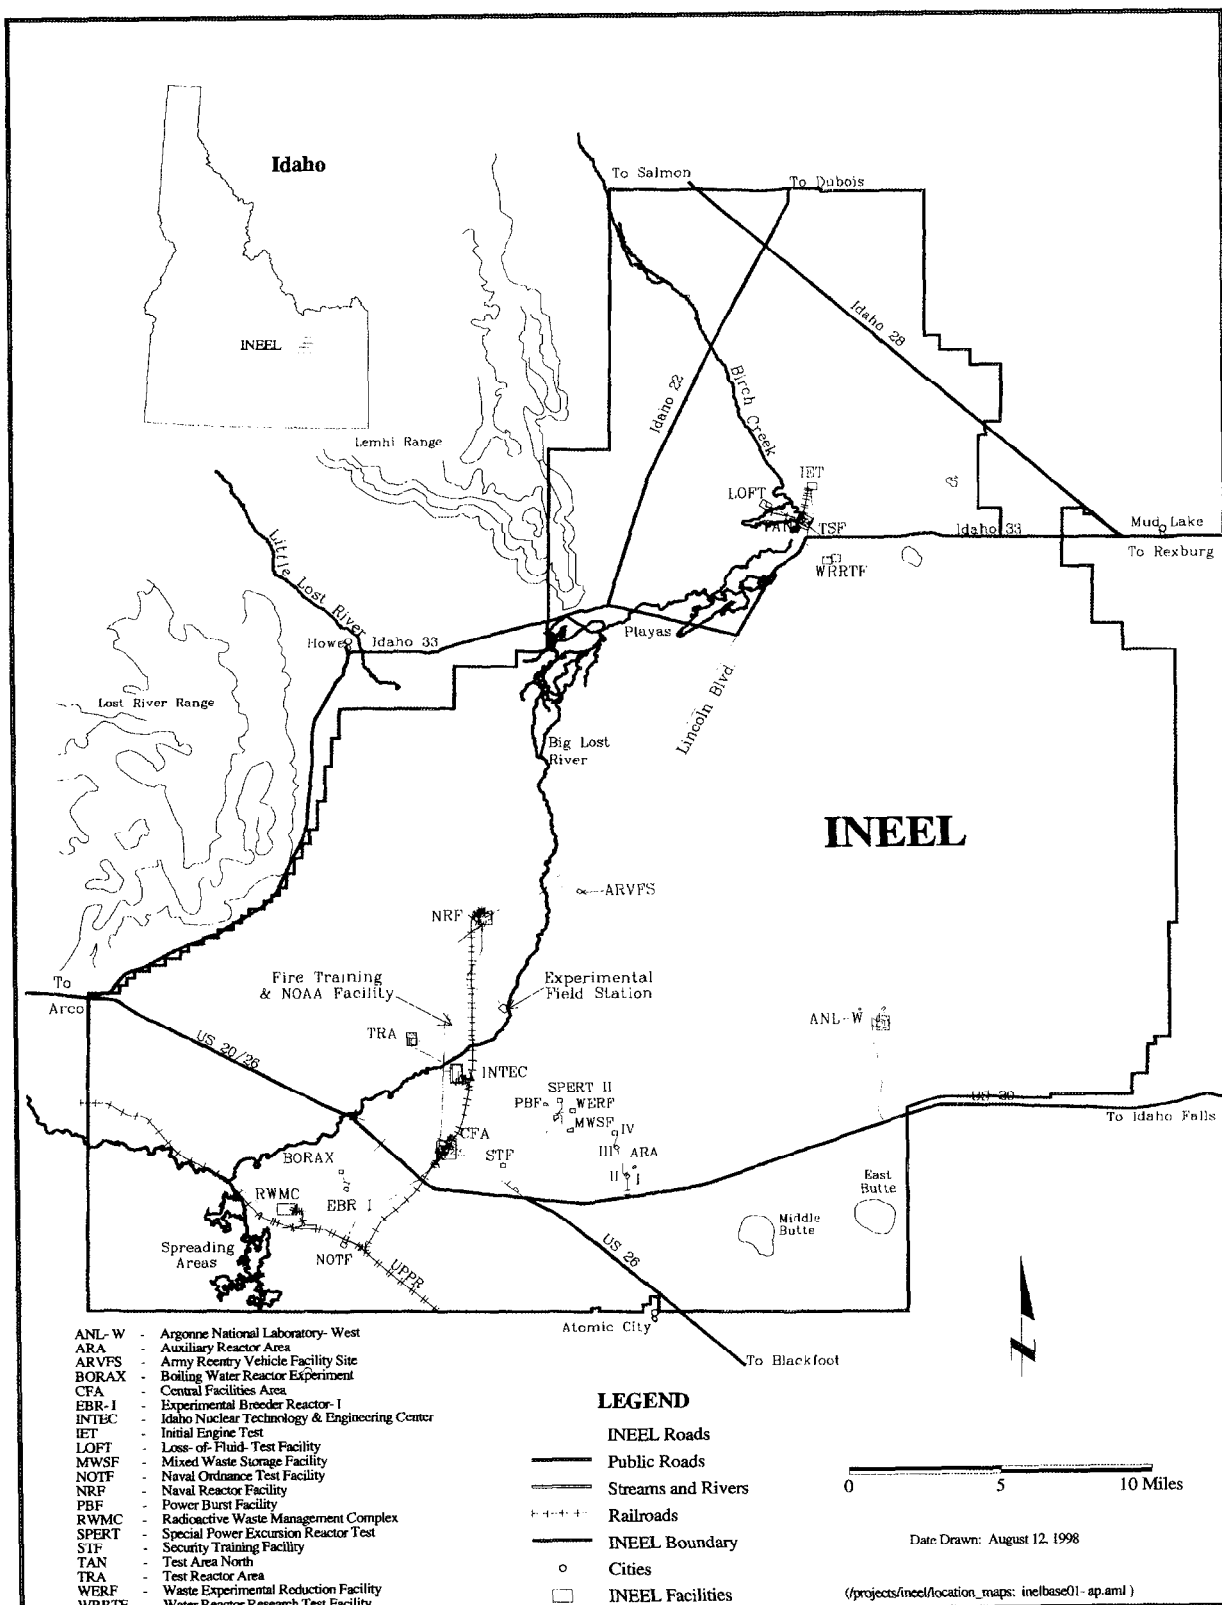 Idaho
INEEL
To Salmon
To Dubois
Idaho 28
Idaho 22
Birch Creek
Lemhi Range
IET
LOFT
TAN
TSF
Idaho 33
Mud Lake
To Rexburg
WRRTF
Little Lost River
Howe
Idaho 33
Playas
Lost River Range
Lincoln Blvd.
Big Lost
River
INEEL
ARVFS
NRF
To
Arco
Fire Training
& NOAA Facility
Experimental
Field Station
ANL-W
TRA
US 20/26
INTEC
SPERT II
PBF
WERF
MWSF
IV
III
ARA
II
I
US 20
To Idaho Falls
CFA
STF
BORAX
RWMC
EBR I
East
Butte
Middle
Butte
Spreading
Areas
NOTF
UPPR
US 26
Atomic City
To Blackfoot
ANL-W - Argonne National Laboratory-West
ARA - Auxiliary Reactor Area
ARVFS - Army Reentry Vehicle Facility Site
BORAX - Boiling Water Reactor Experiment
CFA - Central Facilities Area
EBR-I - Experimental Breeder Reactor-I
INTEC - Idaho Nuclear Technology & Engineering Center
IET - Initial Engine Test
LOFT - Loss-of-Fluid-Test Facility
MWSF - Mixed Waste Storage Facility
NOTF - Naval Ordnance Test Facility
NRF - Naval Reactor Facility
PBF - Power Burst Facility
RWMC - Radioactive Waste Management Complex
SPERT - Special Power Excursion Reactor Test
STF - Security Training Facility
TAN - Test Area North
TRA - Test Reactor Area
WERF - Waste Experimental Reduction Facility
WRRTF - Water Reactor Research Test Facility
LEGEND
INEEL Roads
Public Roads
Streams and Rivers
Railroads
INEEL Boundary
Cities
INEEL Facilities
N
0 5 10 Miles
Date Drawn: August 12, 1998
(/projects/ineel/location_maps: inelbase01-ap.aml )